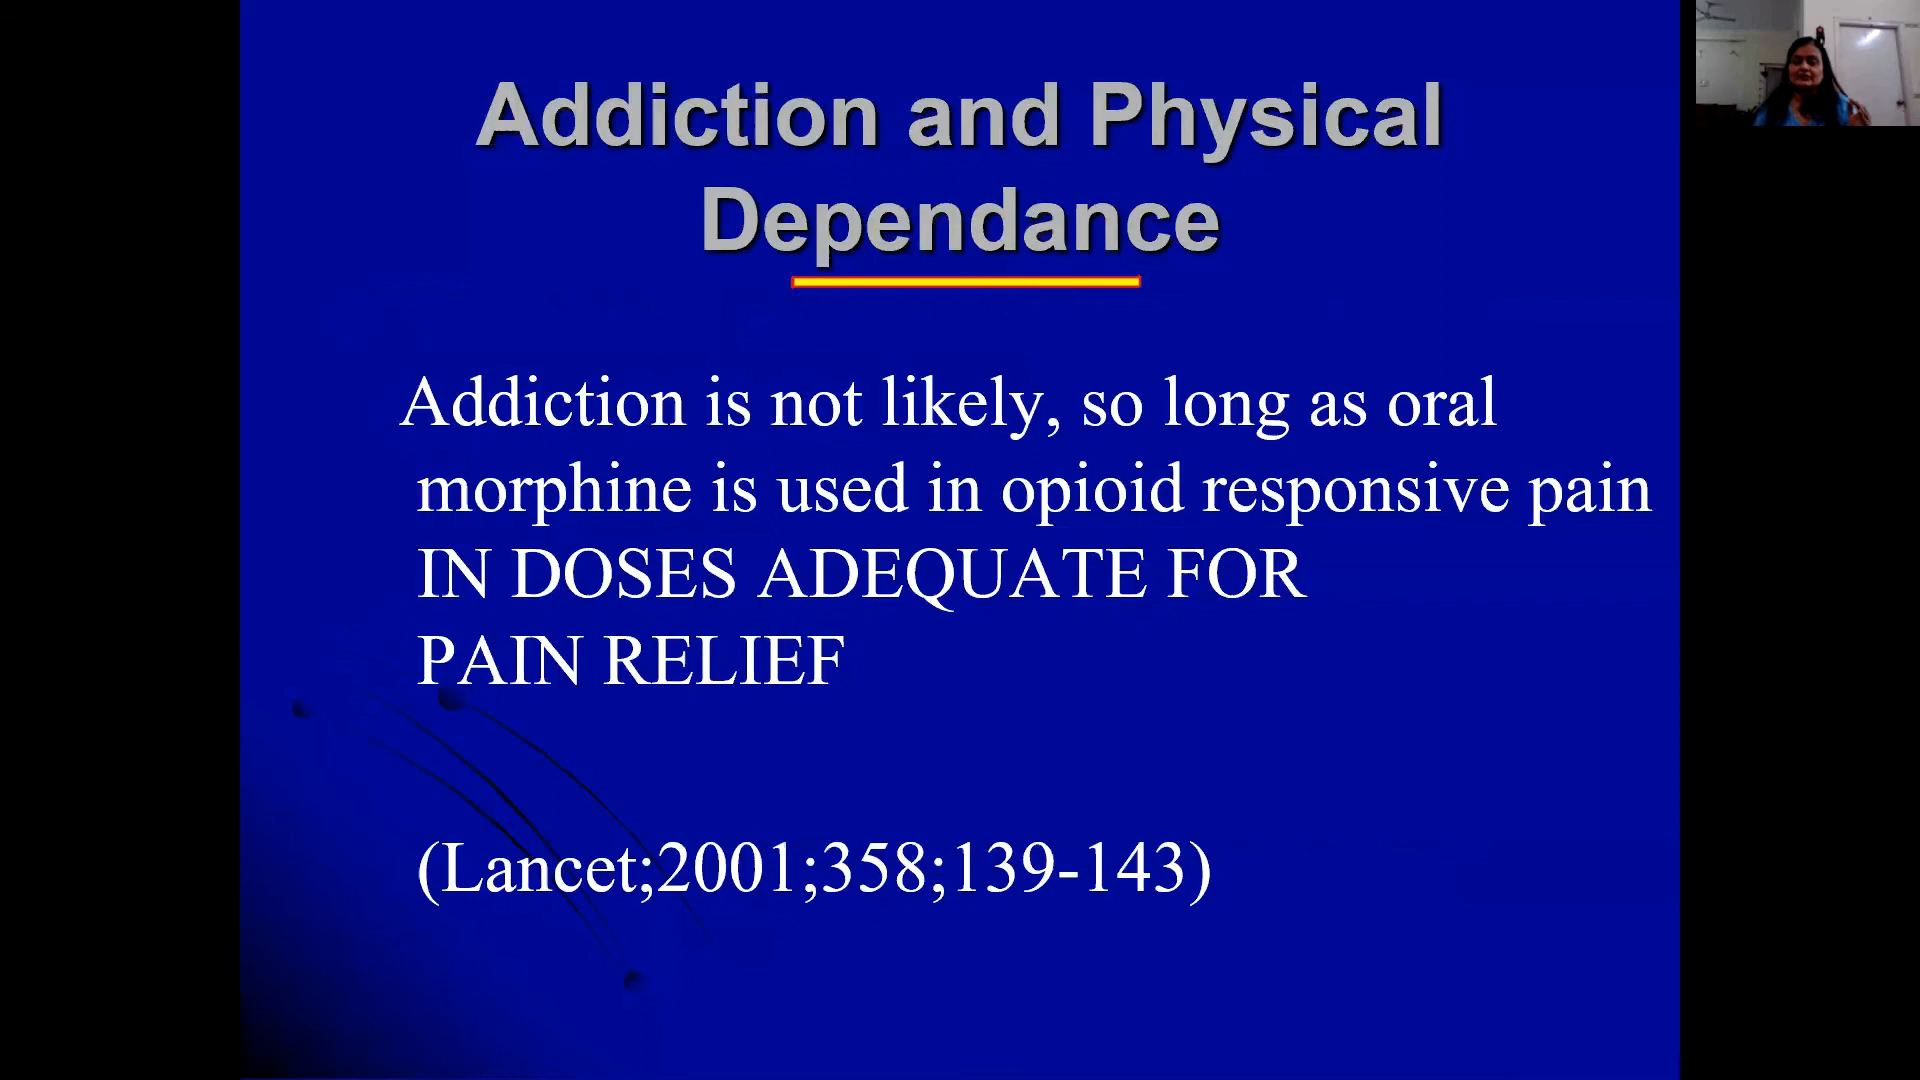 Addiction and Physical
Dependance
Addiction is not likely, so long as oral
morphine is used in opioid responsive pain
IN DOSES ADEQUATE FOR
PAIN RELIEF
(Lancet;2001;358;139-143)